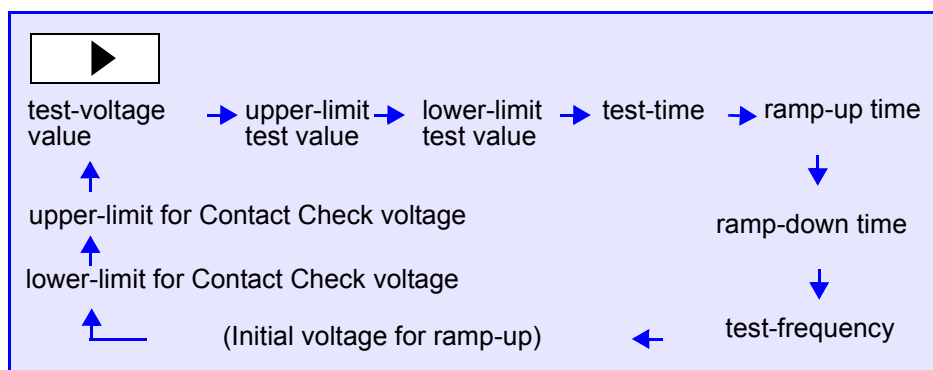 test-voltage
value
upper-limit
test value
lower-limit
test value
test-time
ramp-up time
ramp-down time
test-frequency
(Initial voltage for ramp-up)
lower-limit for Contact Check voltage
upper-limit for Contact Check voltage